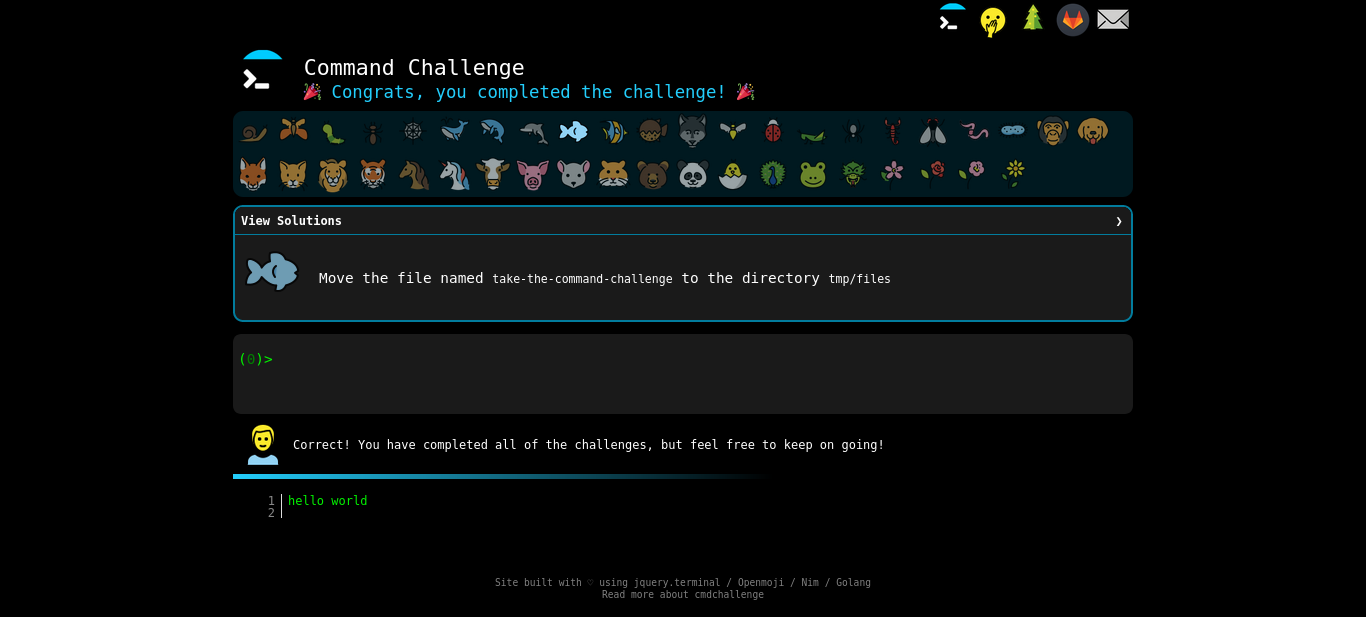 Command Challenge
🎉 Congrats, you completed the challenge! 🎉
View Solutions ❯
Move the file named take-the-command-challenge to the directory tmp/files
(0)>
Correct! You have completed all of the challenges, but feel free to keep on going!
1 hello world
2
Site built with ♡ using jquery.terminal / Openmoji / Nim / Golang
Read more about cmdchallenge